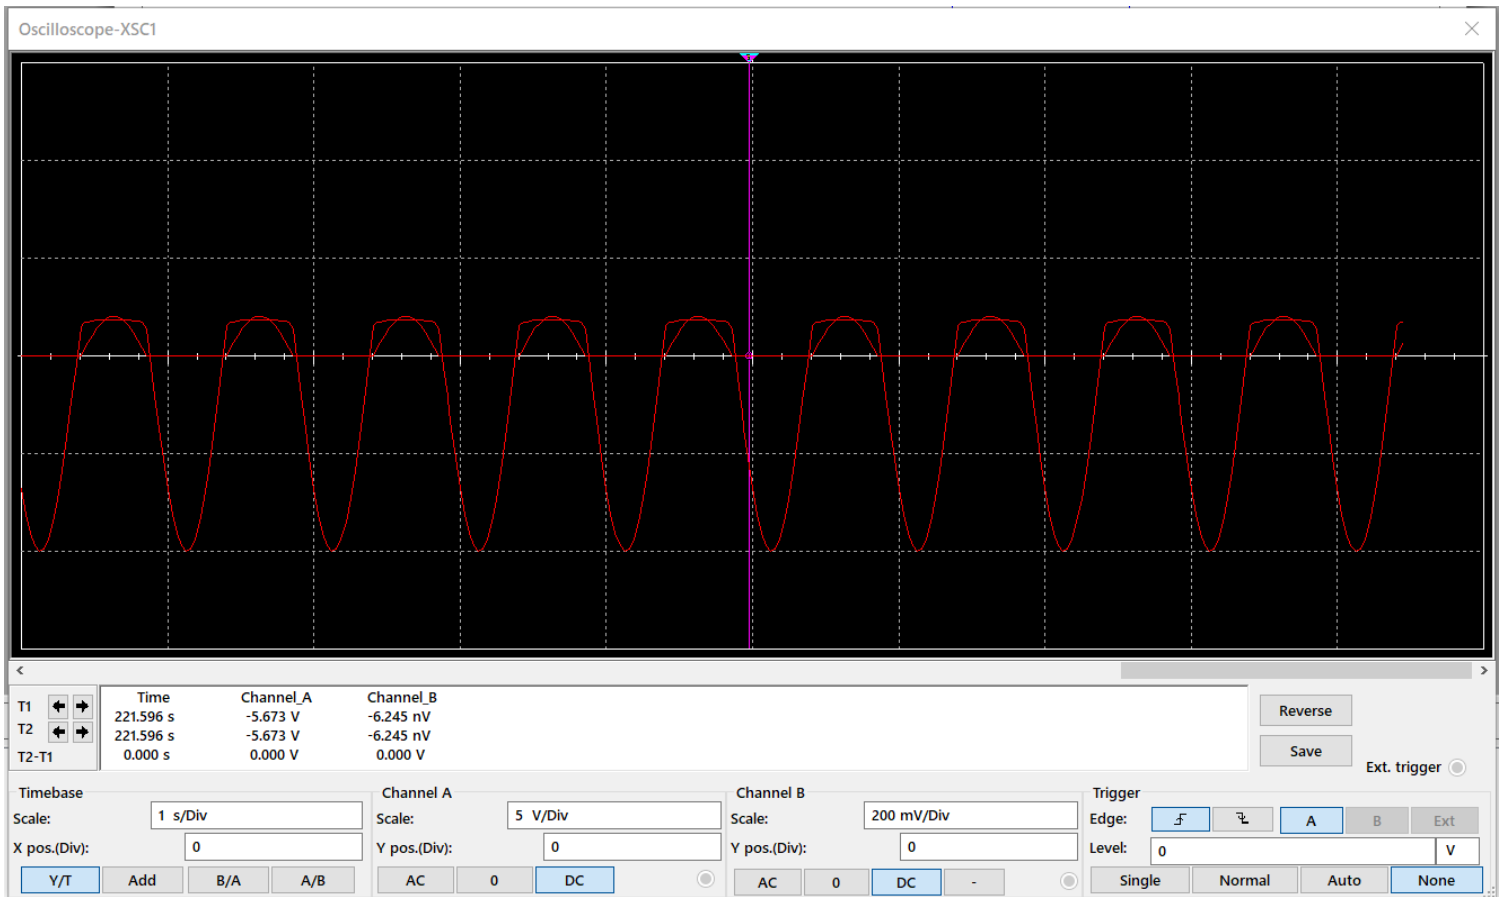 Oscilloscope-XSC1
Time Channel_A Channel_B
T1 221.596 s -5.673 V -6.245 nV
T2 221.596 s -5.673 V -6.245 nV
T2-T1 0.000 s 0.000 V 0.000 V
Reverse
Save
Ext. trigger
Timebase
Scale: 1 s/Div
X pos.(Div): 0
Y/T Add B/A A/B
Channel A
Scale: 5 V/Div
Y pos.(Div): 0
AC 0 DC
Channel B
Scale: 200 mV/Div
Y pos.(Div): 0
AC 0 DC -
Trigger
Edge: A B Ext
Level: 0 V
Single Normal Auto None